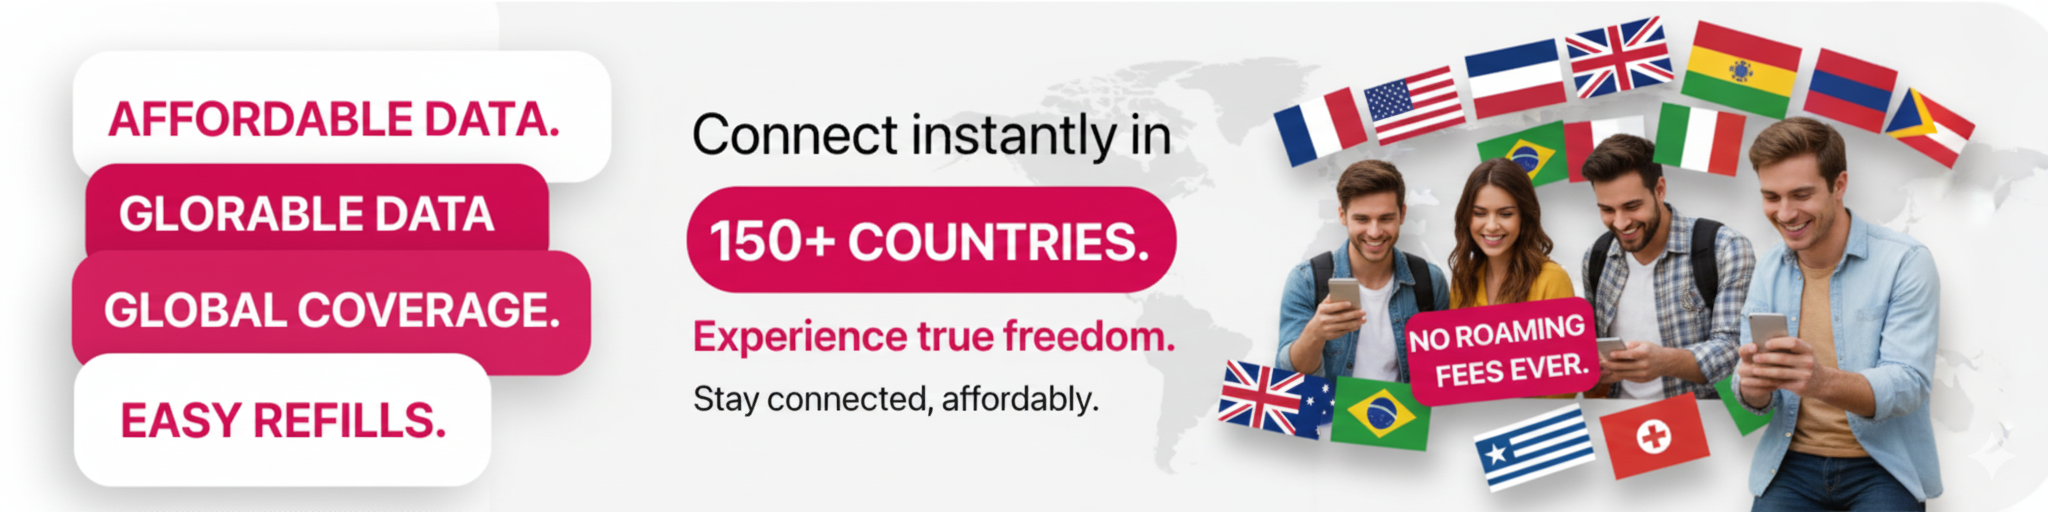 AFFORDABLE DATA.
GLORABLE DATA
GLOBAL COVERAGE.
EASY REFILLS.
Connect instantly in
150+ COUNTRIES.
Experience true freedom.
Stay connected, affordably.
NO ROAMING
FEES EVER.